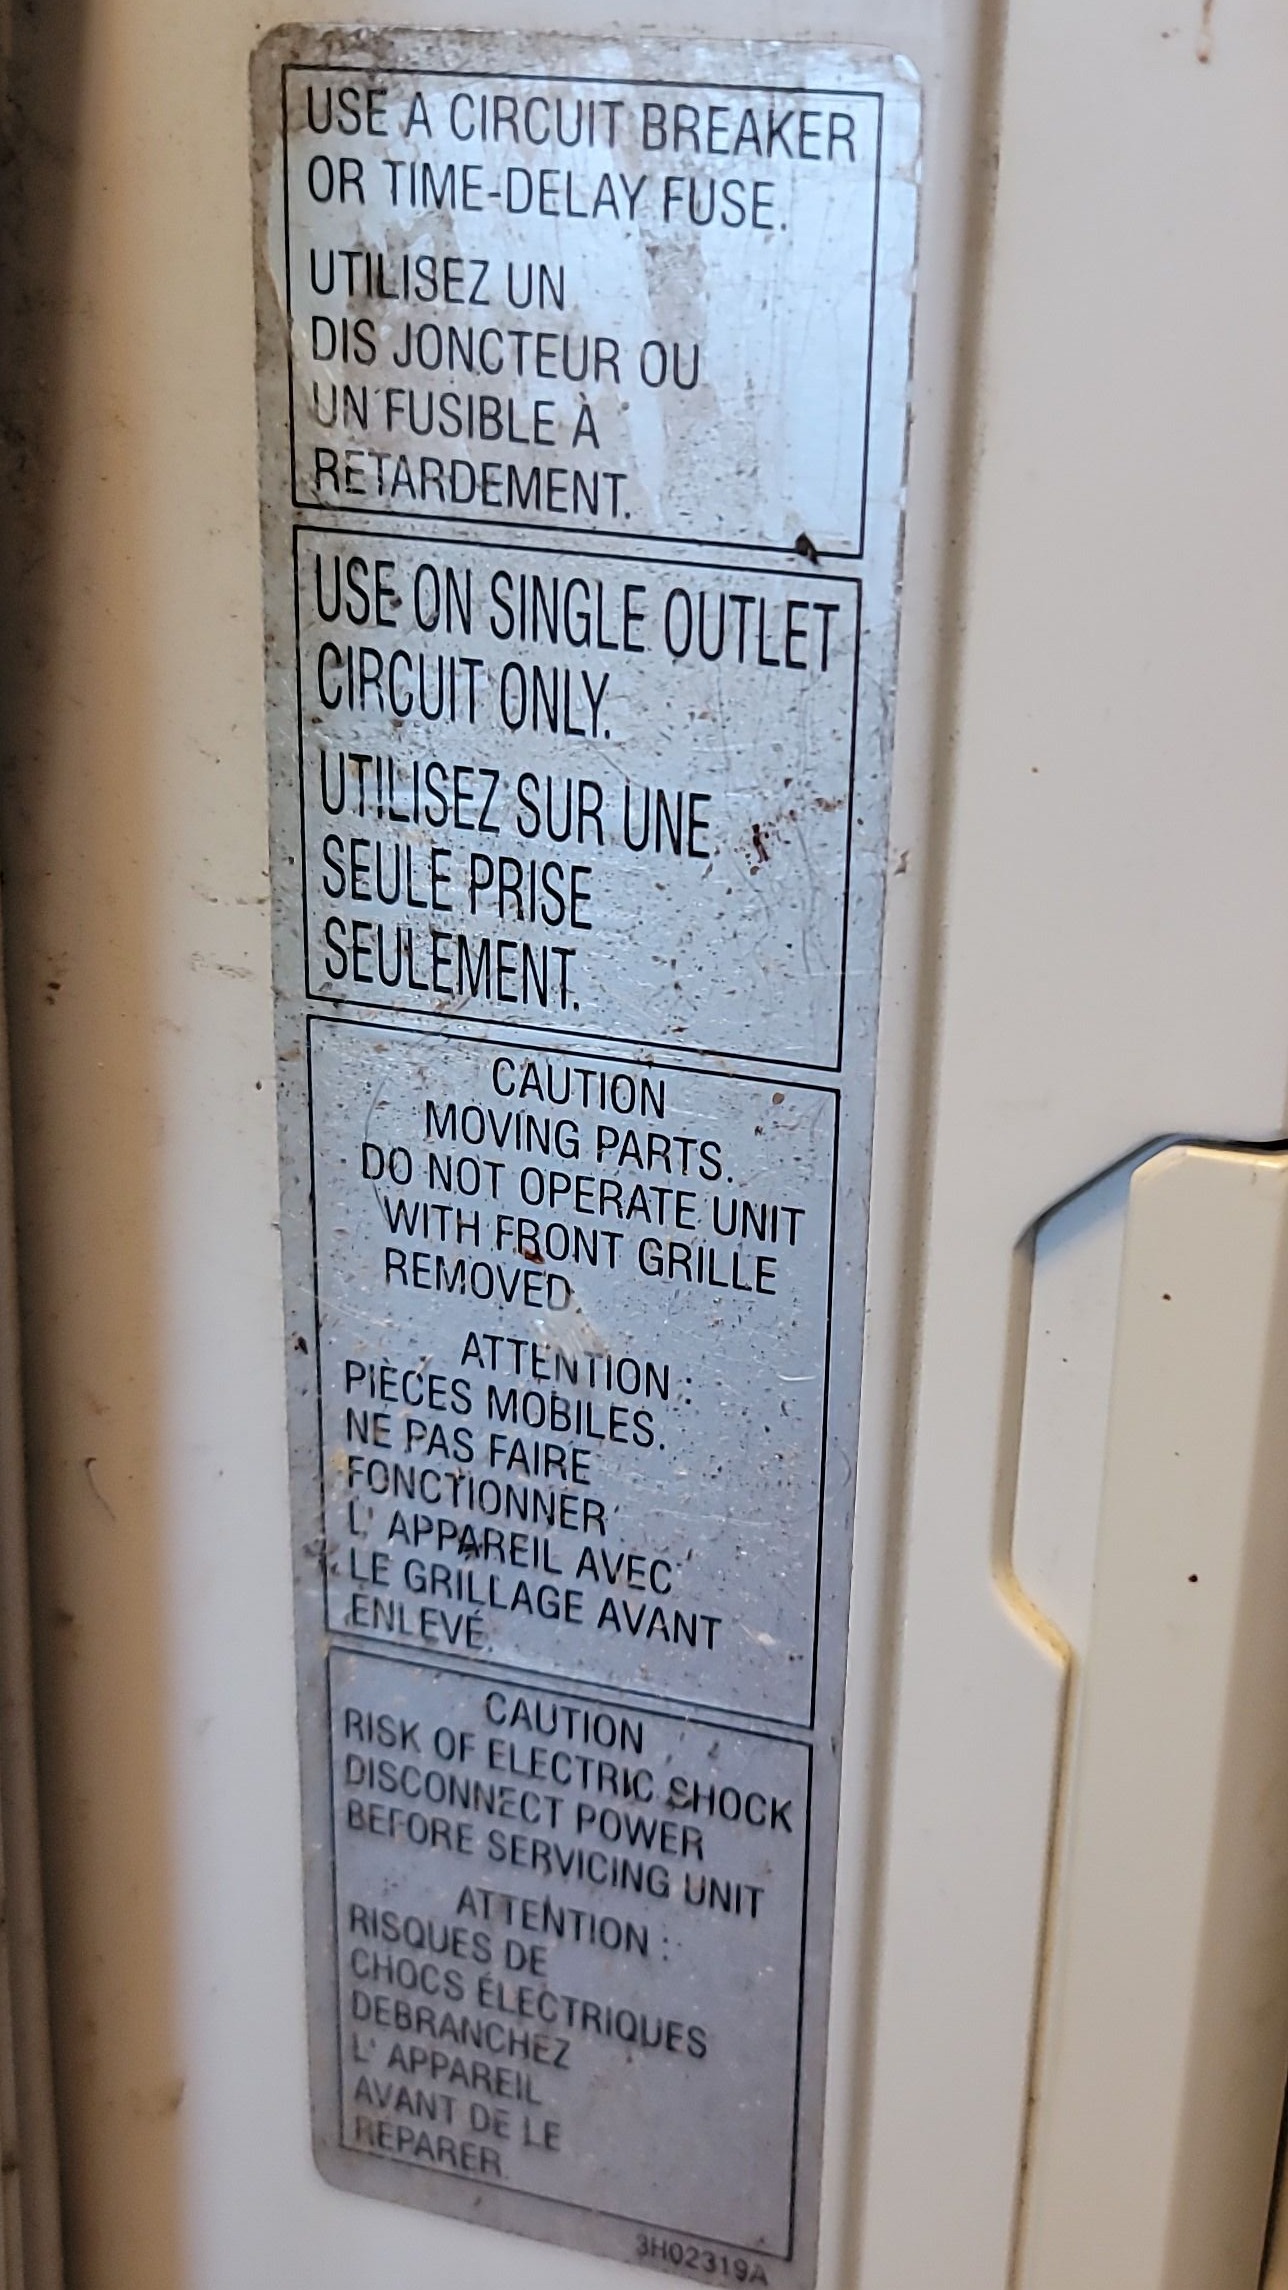 USE A CIRCUIT BREAKER
OR TIME-DELAY FUSE.
UTILISEZ UN
DIS JONCTEUR OU
UN FUSIBLE À
RETARDEMENT.
USE ON SINGLE OUTLET
CIRCUIT ONLY.
UTILISEZ SUR UNE
SEULE PRISE
SEULEMENT.
CAUTION
MOVING PARTS.
DO NOT OPERATE UNIT
WITH FRONT GRILLE
REMOVED.
ATTENTION :
PIÈCES MOBILES.
NE PAS FAIRE
FONCTIONNER
L' APPAREIL AVEC
LE GRILLAGE AVANT
ENLEVÉ.
CAUTION
RISK OF ELECTRIC SHOCK
DISCONNECT POWER
BEFORE SERVICING UNIT
ATTENTION :
RISQUES DE
CHOCS ÉLECTRIQUES
DEBRANCHEZ
L' APPAREIL
AVANT DE LE
REPARER.
3H02319A